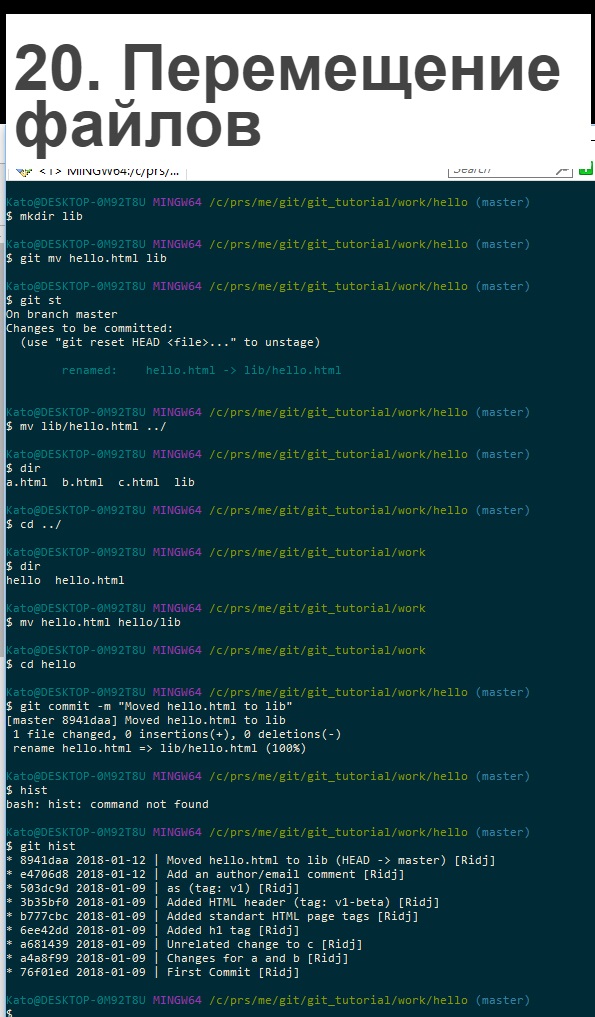 20. Перемещение
файлов
<1> MINGW64:/c/prs/...
Search
Kato@DESKTOP-0M92T8U MINGW64 /c/prs/me/git/git_tutorial/work/hello (master)
$ mkdir lib
Kato@DESKTOP-0M92T8U MINGW64 /c/prs/me/git/git_tutorial/work/hello (master)
$ git mv hello.html lib
Kato@DESKTOP-0M92T8U MINGW64 /c/prs/me/git/git_tutorial/work/hello (master)
$ git st
On branch master
Changes to be committed:
(use "git reset HEAD <file>..." to unstage)
renamed: hello.html -> lib/hello.html
Kato@DESKTOP-0M92T8U MINGW64 /c/prs/me/git/git_tutorial/work/hello (master)
$ mv lib/hello.html ../
Kato@DESKTOP-0M92T8U MINGW64 /c/prs/me/git/git_tutorial/work/hello (master)
$ dir
a.html b.html c.html lib
Kato@DESKTOP-0M92T8U MINGW64 /c/prs/me/git/git_tutorial/work/hello (master)
$ cd ../
Kato@DESKTOP-0M92T8U MINGW64 /c/prs/me/git/git_tutorial/work
$ dir
hello hello.html
Kato@DESKTOP-0M92T8U MINGW64 /c/prs/me/git/git_tutorial/work
$ mv hello.html hello/lib
Kato@DESKTOP-0M92T8U MINGW64 /c/prs/me/git/git_tutorial/work
$ cd hello
Kato@DESKTOP-0M92T8U MINGW64 /c/prs/me/git/git_tutorial/work/hello (master)
$ git commit -m "Moved hello.html to lib"
[master 8941daa] Moved hello.html to lib
1 file changed, 0 insertions(+), 0 deletions(-)
rename hello.html => lib/hello.html (100%)
Kato@DESKTOP-0M92T8U MINGW64 /c/prs/me/git/git_tutorial/work/hello (master)
$ hist
bash: hist: command not found
Kato@DESKTOP-0M92T8U MINGW64 /c/prs/me/git/git_tutorial/work/hello (master)
$ git hist
* 8941daa 2018-01-12 | Moved hello.html to lib (HEAD -> master) [Ridj]
* e4706d8 2018-01-12 | Add an author/email comment [Ridj]
* 503dc9d 2018-01-09 | as (tag: v1) [Ridj]
* 3b35bf0 2018-01-09 | Added HTML header (tag: v1-beta) [Ridj]
* b777cbc 2018-01-09 | Added standart HTML page tags [Ridj]
* 6ee42dd 2018-01-09 | Added h1 tag [Ridj]
* a681439 2018-01-09 | Unrelated change to c [Ridj]
* a4a8f99 2018-01-09 | Changes for a and b [Ridj]
* 76f01ed 2018-01-09 | First Commit [Ridj]
Kato@DESKTOP-0M92T8U MINGW64 /c/prs/me/git/git_tutorial/work/hello (master)
$